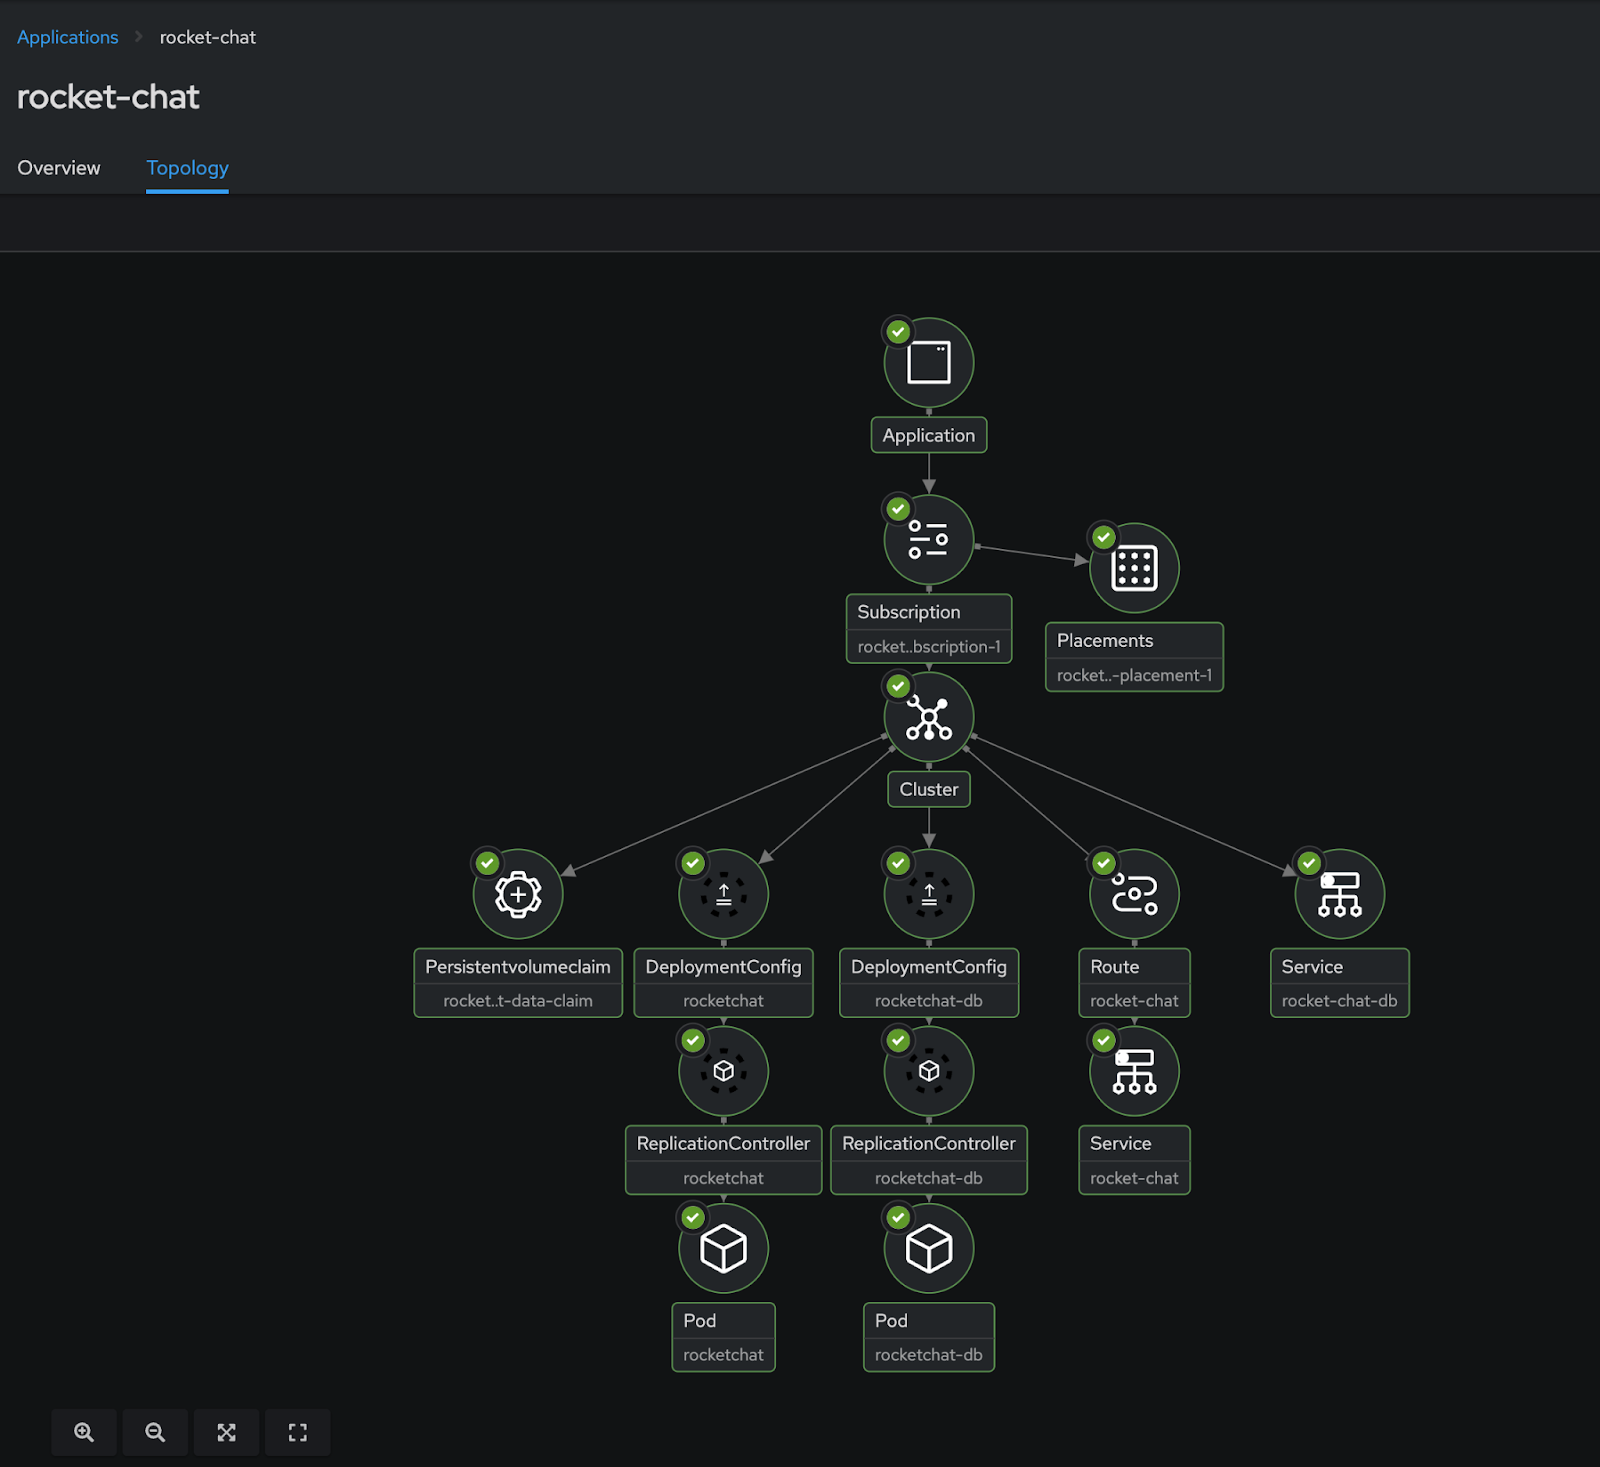 Applications > rocket-chat
rocket-chat
Overview Topology
Application
Subscription
rocket..bscription-1
Placements
rocket..-placement-1
Cluster
Persistentvolumeclaim
rocket..t-data-claim
DeploymentConfig
rocketchat
DeploymentConfig
rocketchat-db
Route
rocket-chat
Service
rocket-chat-db
ReplicationController
rocketchat
ReplicationController
rocketchat-db
Service
rocket-chat
Pod
rocketchat
Pod
rocketchat-db